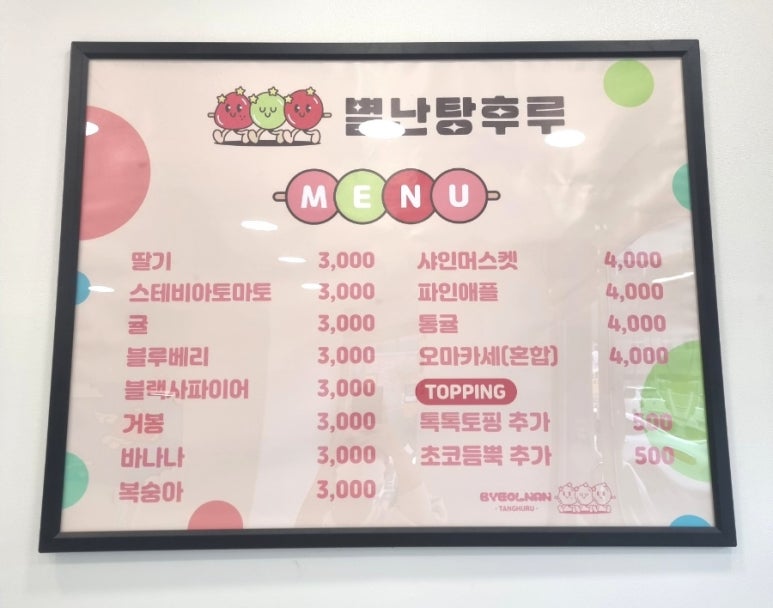 별난탕후루
MENU
딸기 3,000
스테비아토마토 3,000
귤 3,000
블루베리 3,000
블랙사파이어 3,000
거봉 3,000
바나나 3,000
복숭아 3,000
샤인머스켓 4,000
파인애플 4,000
통귤 4,000
오마카세(혼합) 4,000
TOPPING
톡톡토핑 추가 500
초코듬뿍 추가 500
BYEOLNAN
- TANGHURU -